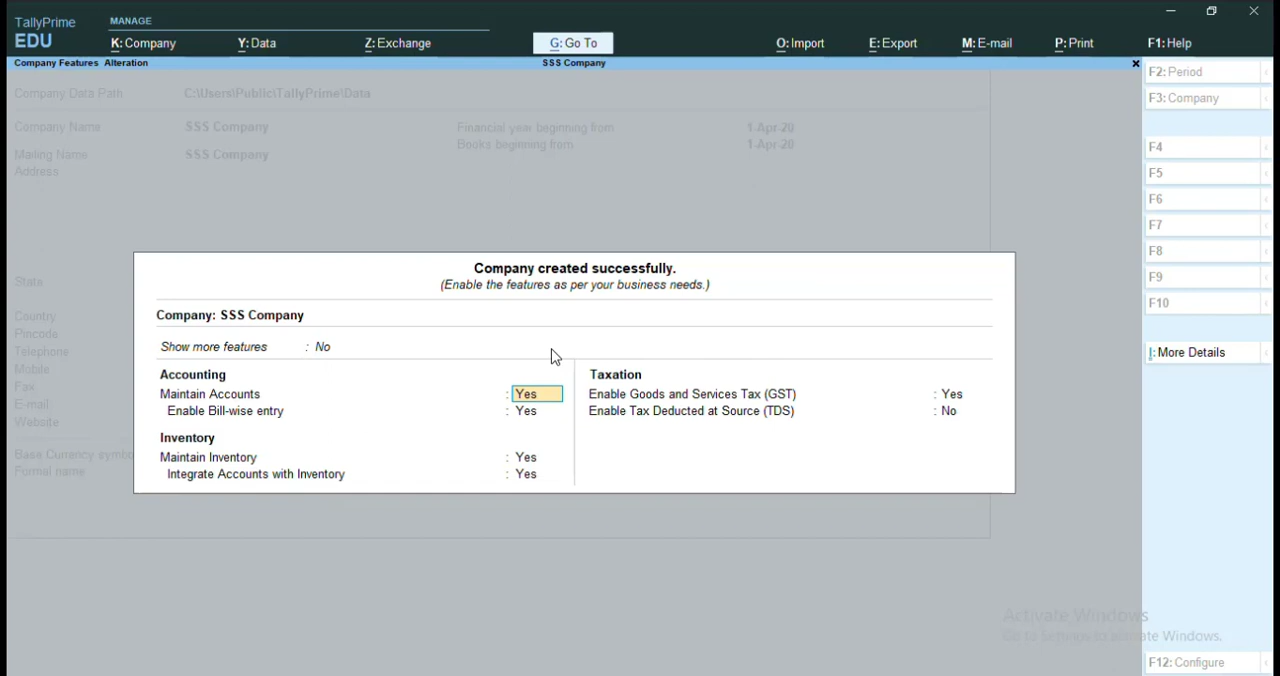 TallyPrime
EDU
MANAGE
K: Company
Y: Data
Z: Exchange
G: Go To
O: Import
E: Export
M: E-mail
P: Print
F1: Help
Company Features Alteration
SSS Company
x
F2: Period
F3: Company
F4
F5
F6
F7
F8
F9
F10
I: More Details
F12: Configure
Company Data Path C:\Users\Public\TallyPrime\Data
Company Name SSS Company
Financial year beginning from 1-Apr-20
Books beginning from 1-Apr-20
Mailing Name SSS Company
Address
State
Country
Pincode
Telephone
Mobile
Fax
E-mail
Website
Base Currency symbo
Formal name
Company created successfully.
(Enable the features as per your business needs.)
Company: SSS Company
Show more features : No
Accounting
Maintain Accounts : Yes
Enable Bill-wise entry : Yes
Inventory
Maintain Inventory : Yes
Integrate Accounts with Inventory : Yes
Taxation
Enable Goods and Services Tax (GST) : Yes
Enable Tax Deducted at Source (TDS) : No
Activate Windows
Go to Settings to activate Windows.